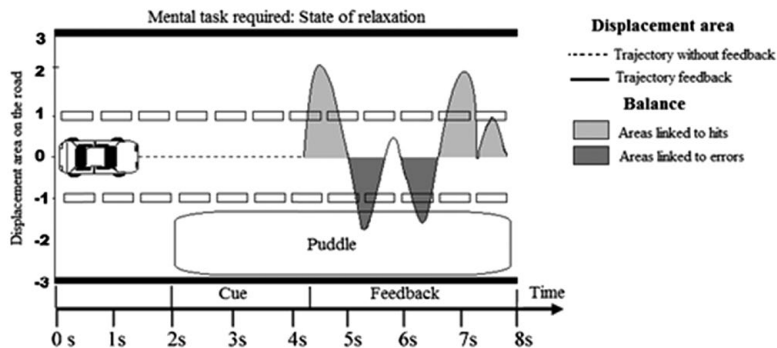 Mental task required: State of relaxation
Displacement area on the road
3
2
1
0
-1
-2
-3
Puddle
Cue
Feedback
Time
0 s
1s
2s
3s
4s
5s
6s
7s
8s
Displacement area
Trajectory without feedback
Trajectory feedback
Balance
Areas linked to hits
Areas linked to errors